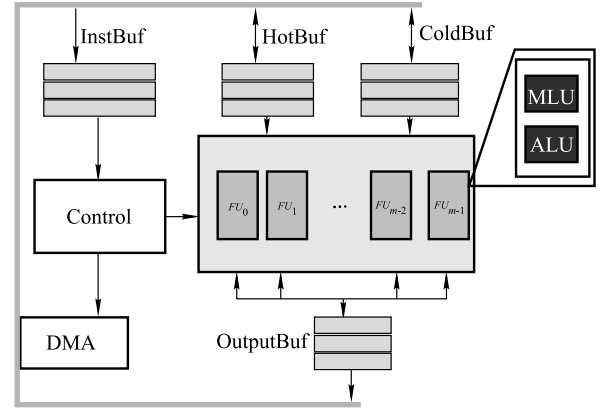 InstBuf
HotBuf
ColdBuf
MLU
ALU
Control
FU0
FU1
...
FUm-2
FUm-1
OutputBuf
DMA